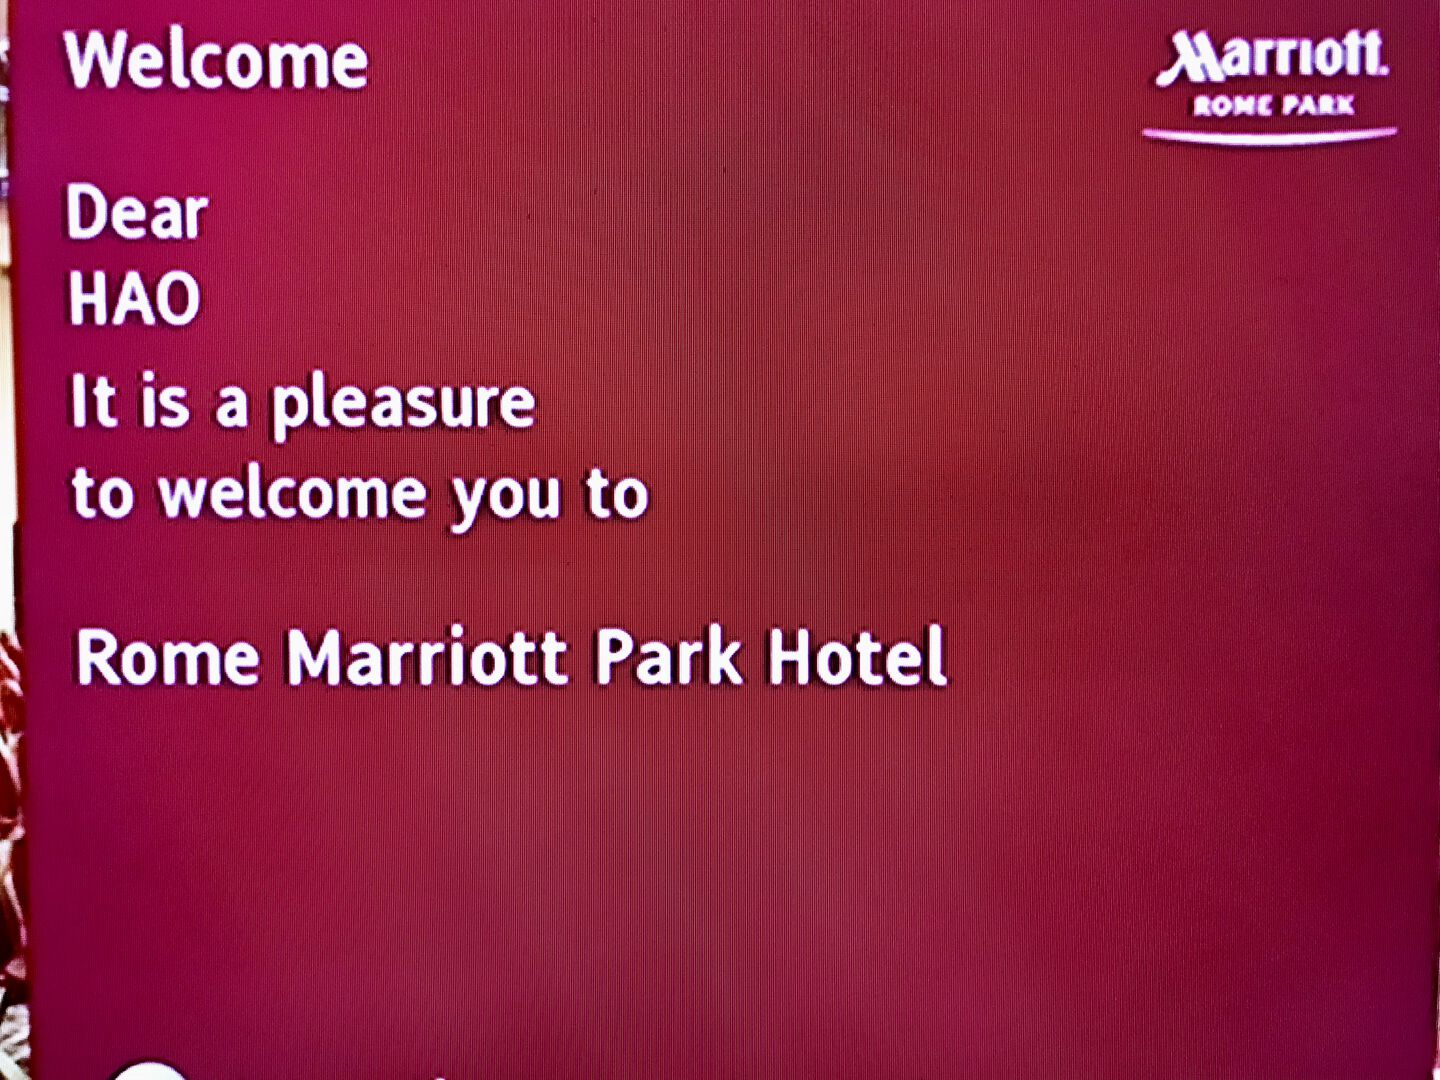 Welcome
Marriott.
ROME PARK
Dear
HAO
It is a pleasure
to welcome you to
Rome Marriott Park Hotel